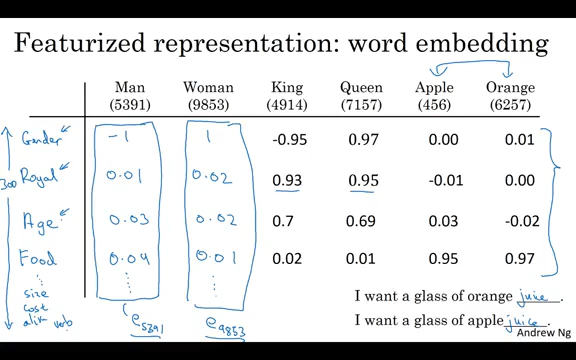 Featurized representation: word embedding
Man Woman King Queen Apple Orange
(5391) (9853) (4914) (7157) (456) (6257)
Gender -1 1 -0.95 0.97 0.00 0.01
300 Royal 0.01 0.02 0.93 0.95 -0.01 0.00
Age 0.03 0.02 0.7 0.69 0.03 -0.02
Food 0.04 0.01 0.02 0.01 0.95 0.97
size
cost
aliv verb
e5391 e9853
I want a glass of orange juice.
I want a glass of apple juice.
Andrew Ng